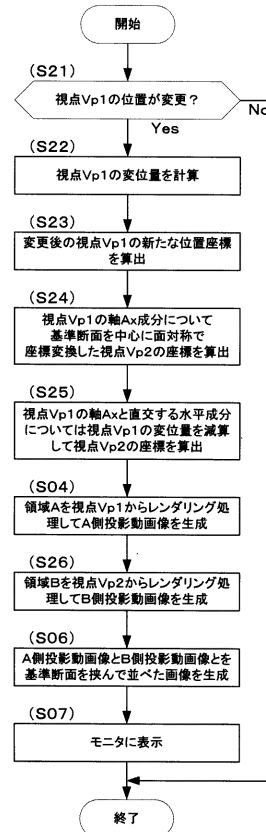 開始
(S21)
視点Vp1の位置が変更？
No
Yes
(S22)
視点Vp1の変位量を計算
(S23)
変更後の視点Vp1の新たな位置座標
を算出
(S24)
視点Vp1の軸Ax成分について
基準断面を中心に面対称で
座標変換した視点Vp2の座標を算出
(S25)
視点Vp1の軸Axと直交する水平成分
については視点Vp1の変位量を減算
して視点Vp2の座標を算出
(S04)
領域Aを視点Vp1からレンダリング処
理してA側投影動画像を生成
(S26)
領域Bを視点Vp2からレンダリング処
理してB側投影動画像を生成
(S06)
A側投影動画像とB側投影動画像とを
基準断面を挟んで並べた画像を生成
(S07)
モニタに表示
終了